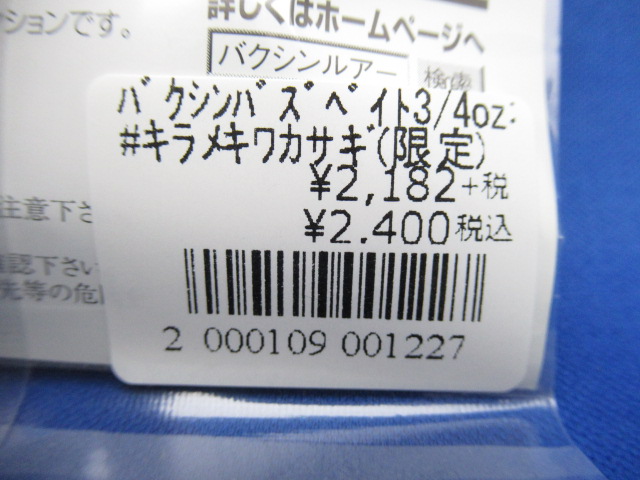 詳しくはホームページへ
ションです。
バクシンルアー
検索
バクシンバズベイト3/4oz:
#キラメキワカサギ(限定)
¥2,182+税
¥2,400税込
注意下さ
確認下さい
先等の危
2 000109 001227